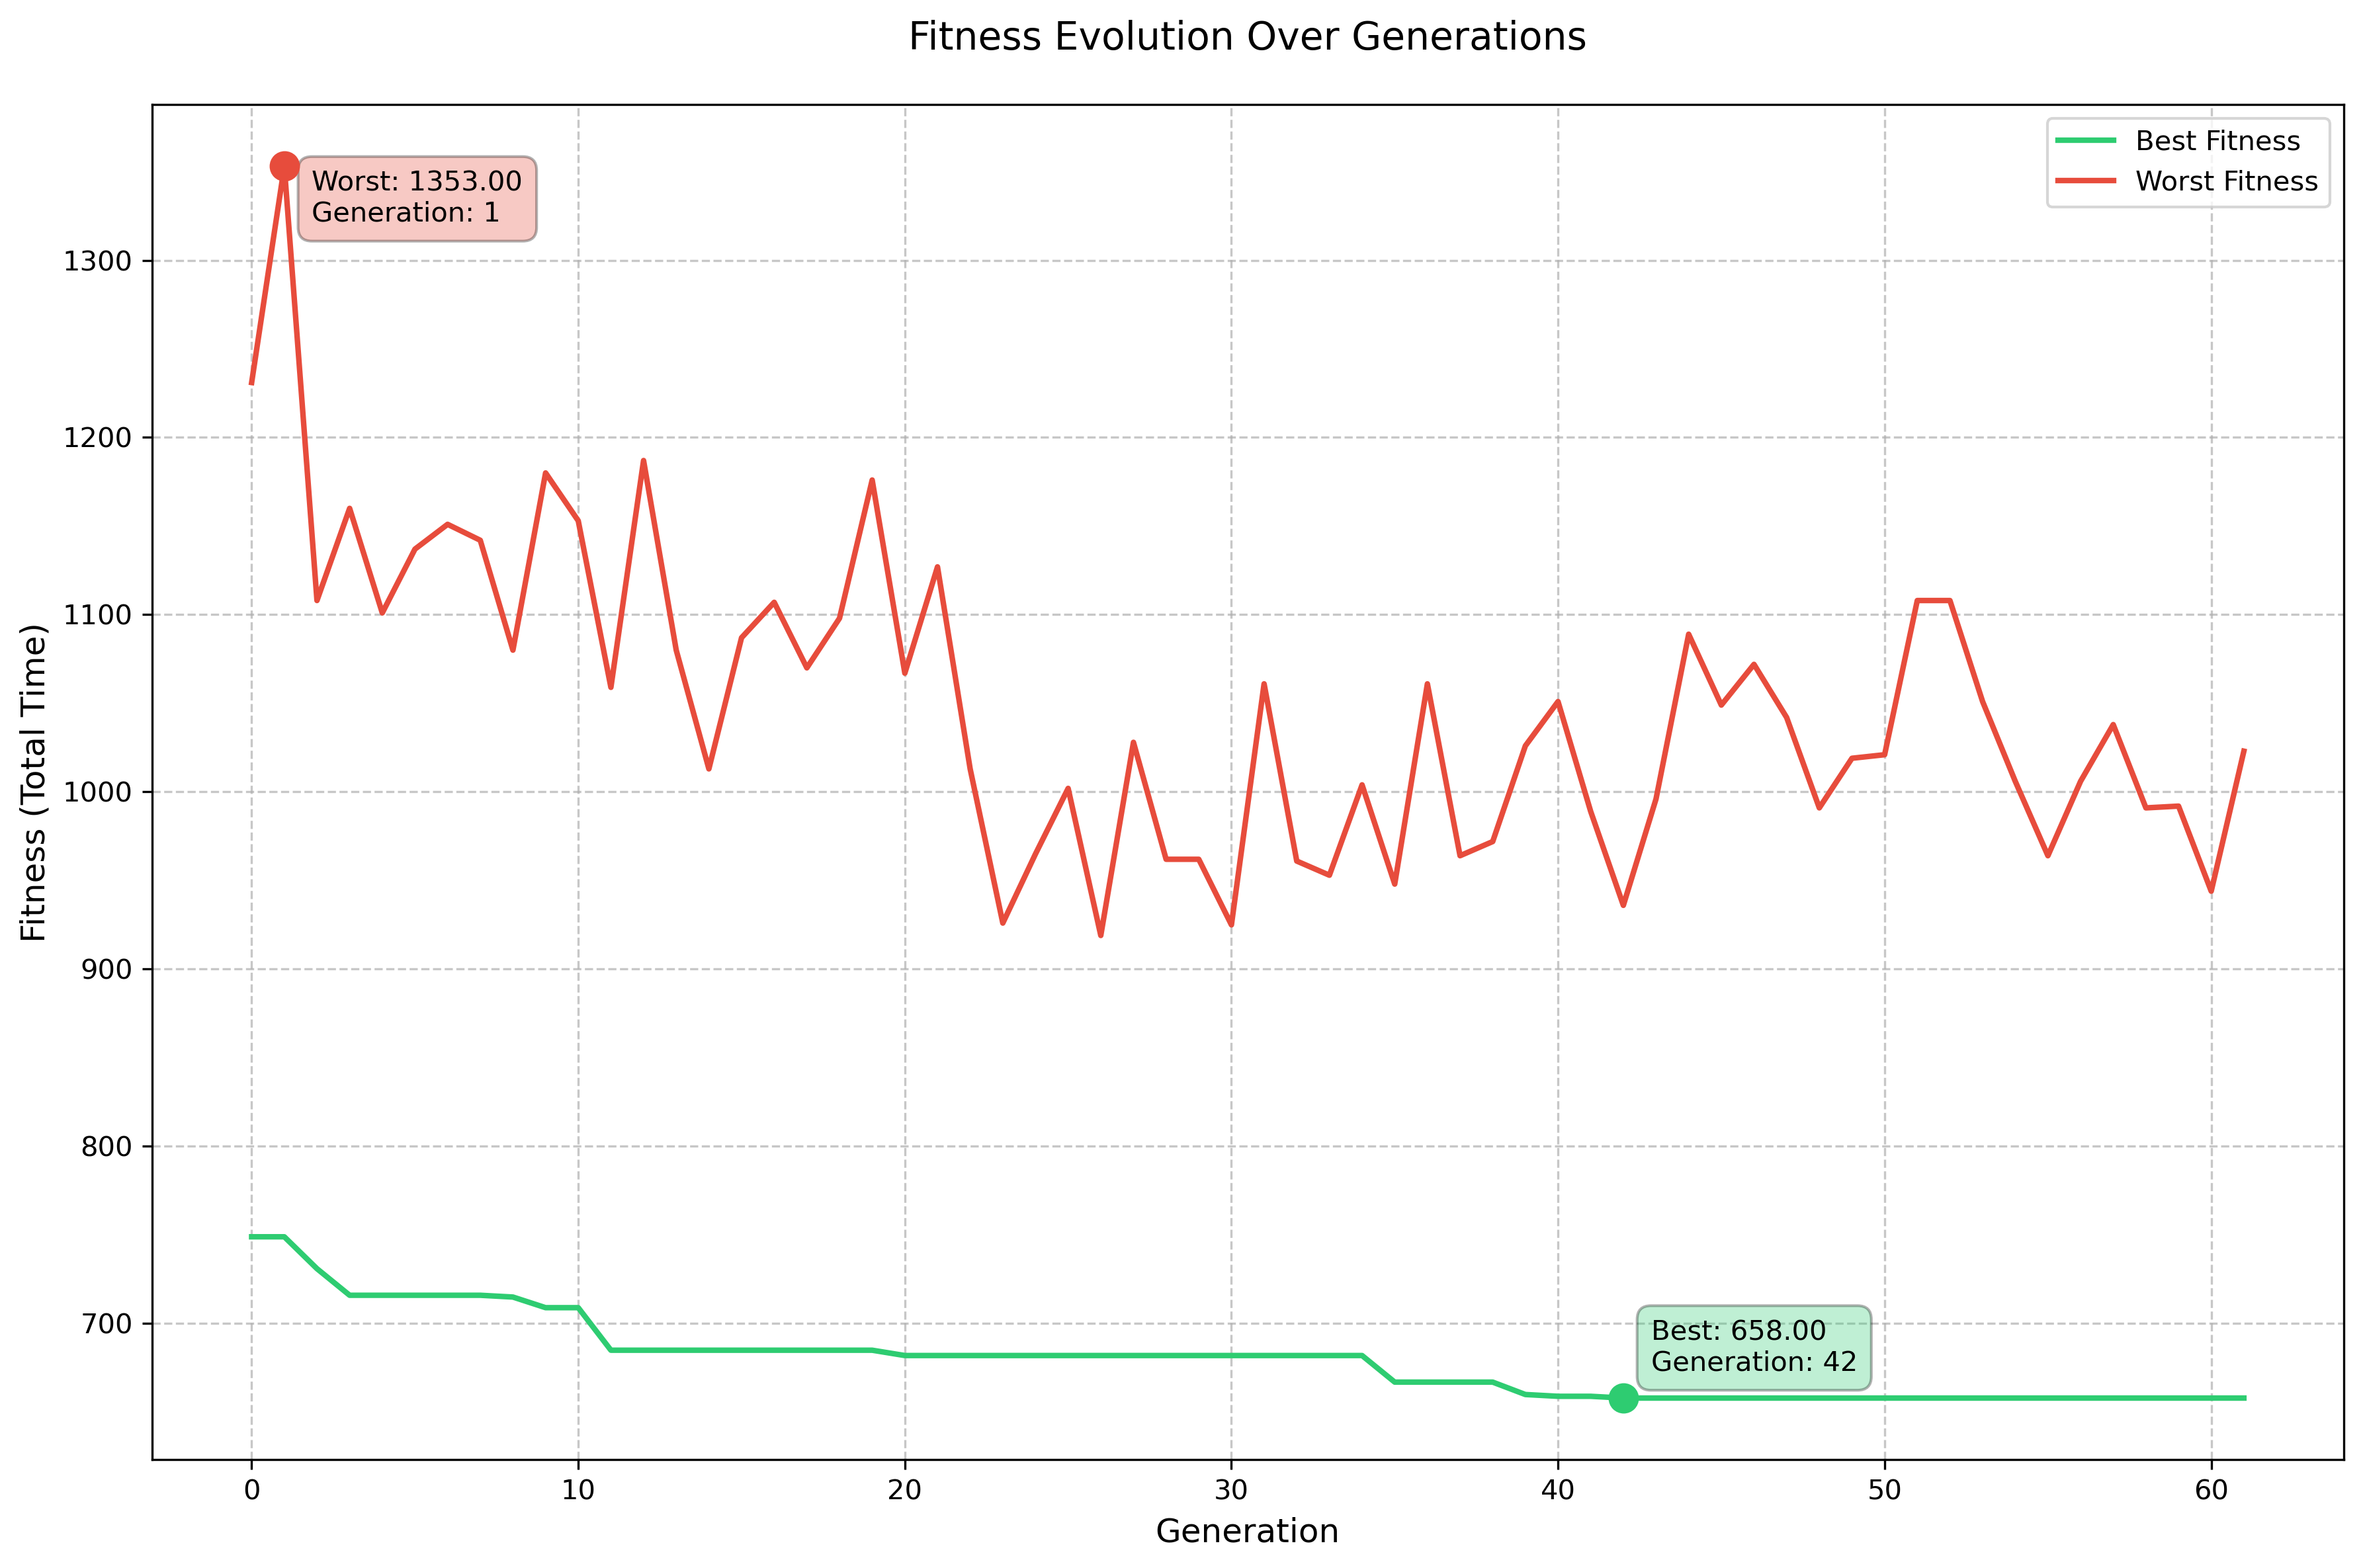 Fitness Evolution Over Generations
Best Fitness
Worst Fitness
Worst: 1353.00
Generation: 1
1300
1200
1100
1000
900
800
700
Fitness (Total Time)
Best: 658.00
Generation: 42
0 10 20 30 40 50 60
Generation